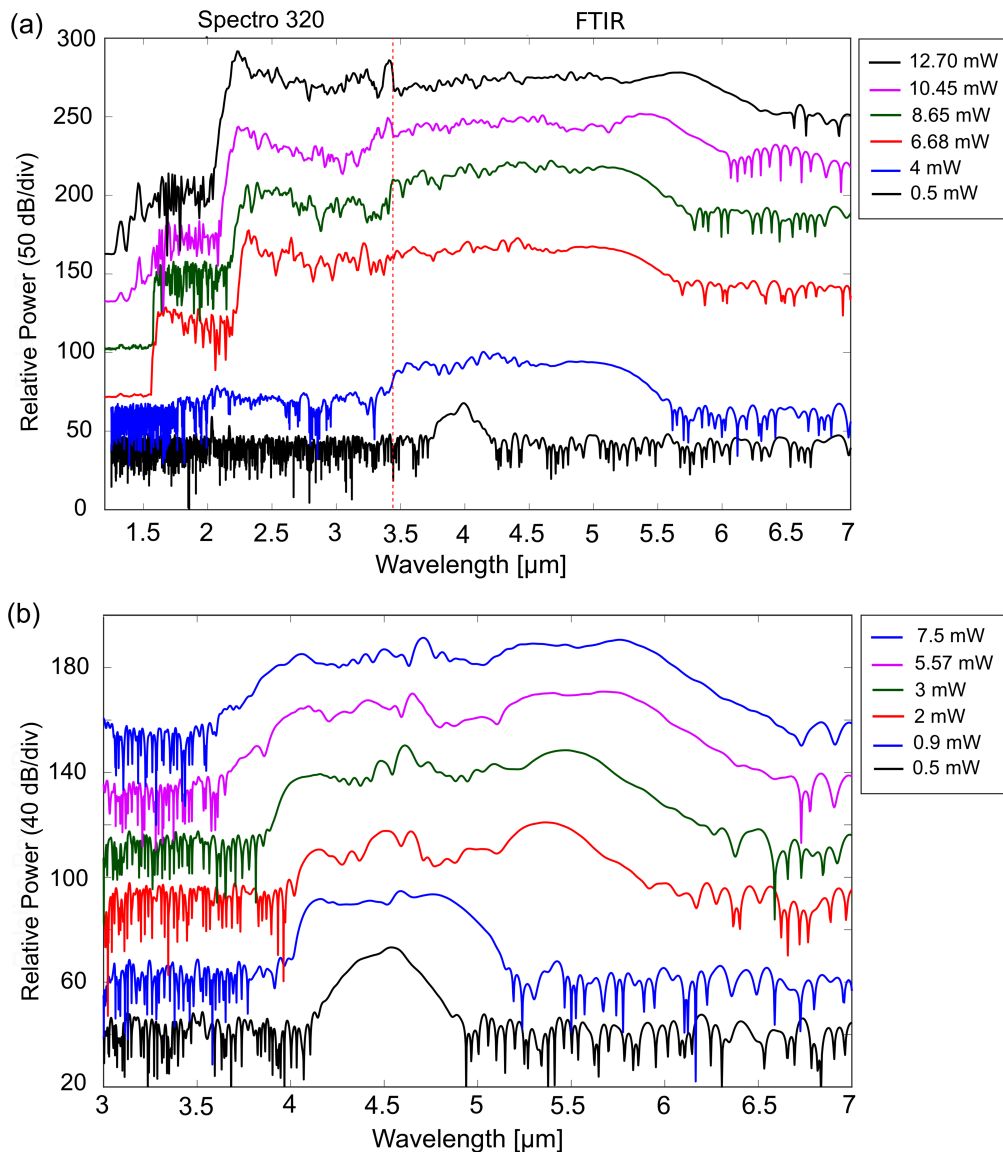 (a)
Spectro 320
FTIR
Relative Power (50 dB/div)
300
250
200
150
100
50
0
1.5
2
2.5
3
3.5
4
4.5
5
5.5
6
6.5
7
Wavelength [µm]
12.70 mW
10.45 mW
8.65 mW
6.68 mW
4 mW
0.5 mW
(b)
Relative Power (40 dB/div)
180
140
100
60
20
3
3.5
4
4.5
5
5.5
6
6.5
7
Wavelength [µm]
7.5 mW
5.57 mW
3 mW
2 mW
0.9 mW
0.5 mW